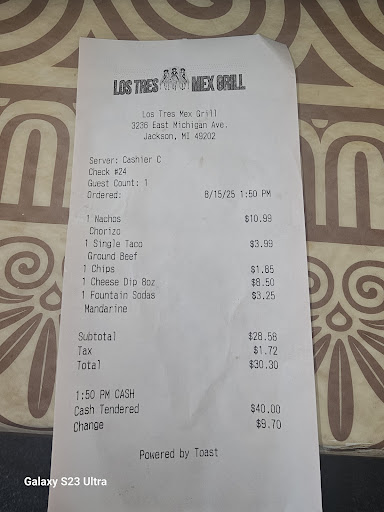 LOS TRES MEX GRILL
Los Tres Mex Grill
3236 East Michigan Ave.
Jackson, MI 49202
Server: Cashier C
Check #24
Guest Count: 1
Ordered: 8/15/25 1:50 PM
1 Nachos $10.99
Chorizo
1 Single Taco $3.99
Ground Beef
1 Chips $1.85
1 Cheese Dip 8oz $8.50
1 Fountain Sodas $3.25
Mandarine
Subtotal $28.58
Tax $1.72
Total $30.30
1:50 PM CASH
Cash Tendered $40.00
Change $9.70
Powered by Toast
Galaxy S23 Ultra